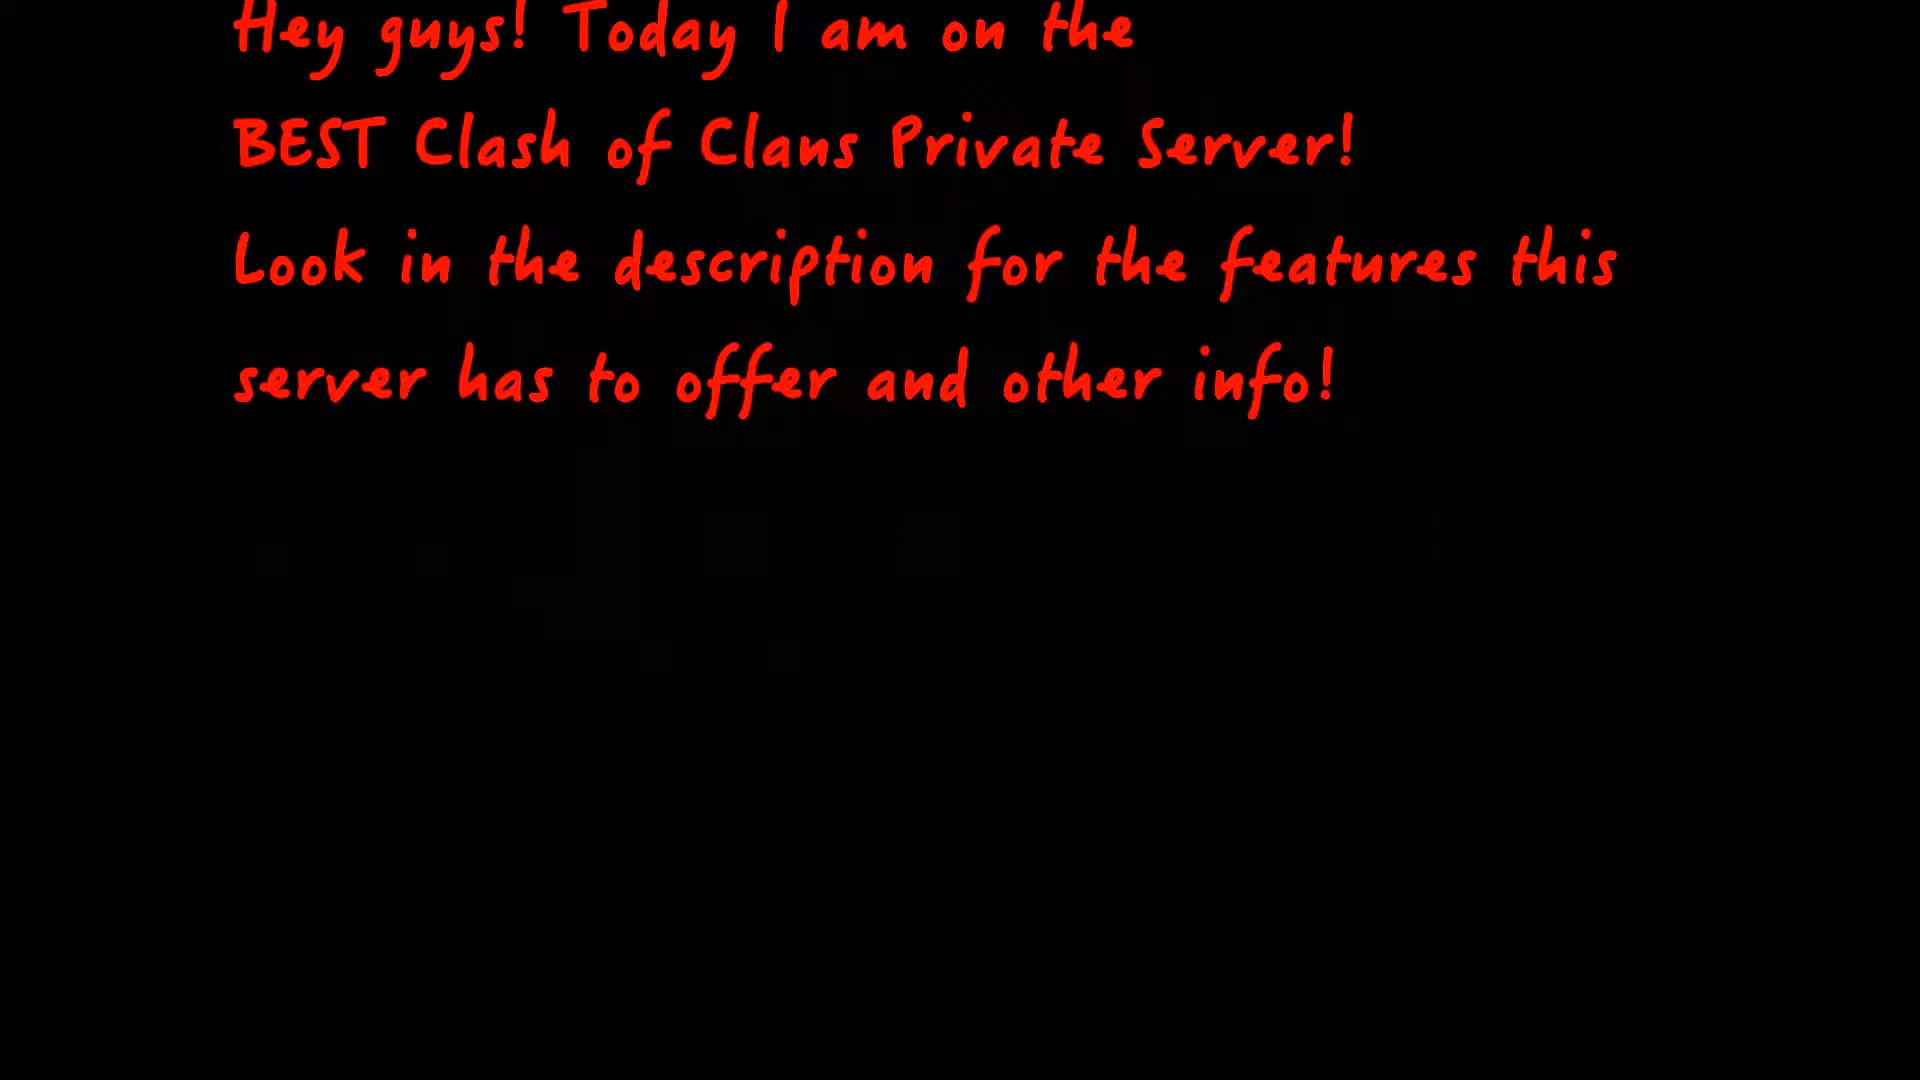 Hey guys! Today I am on the
BEST Clash of Clans Private Server!
Look in the description for the features this
server has to offer and other info!